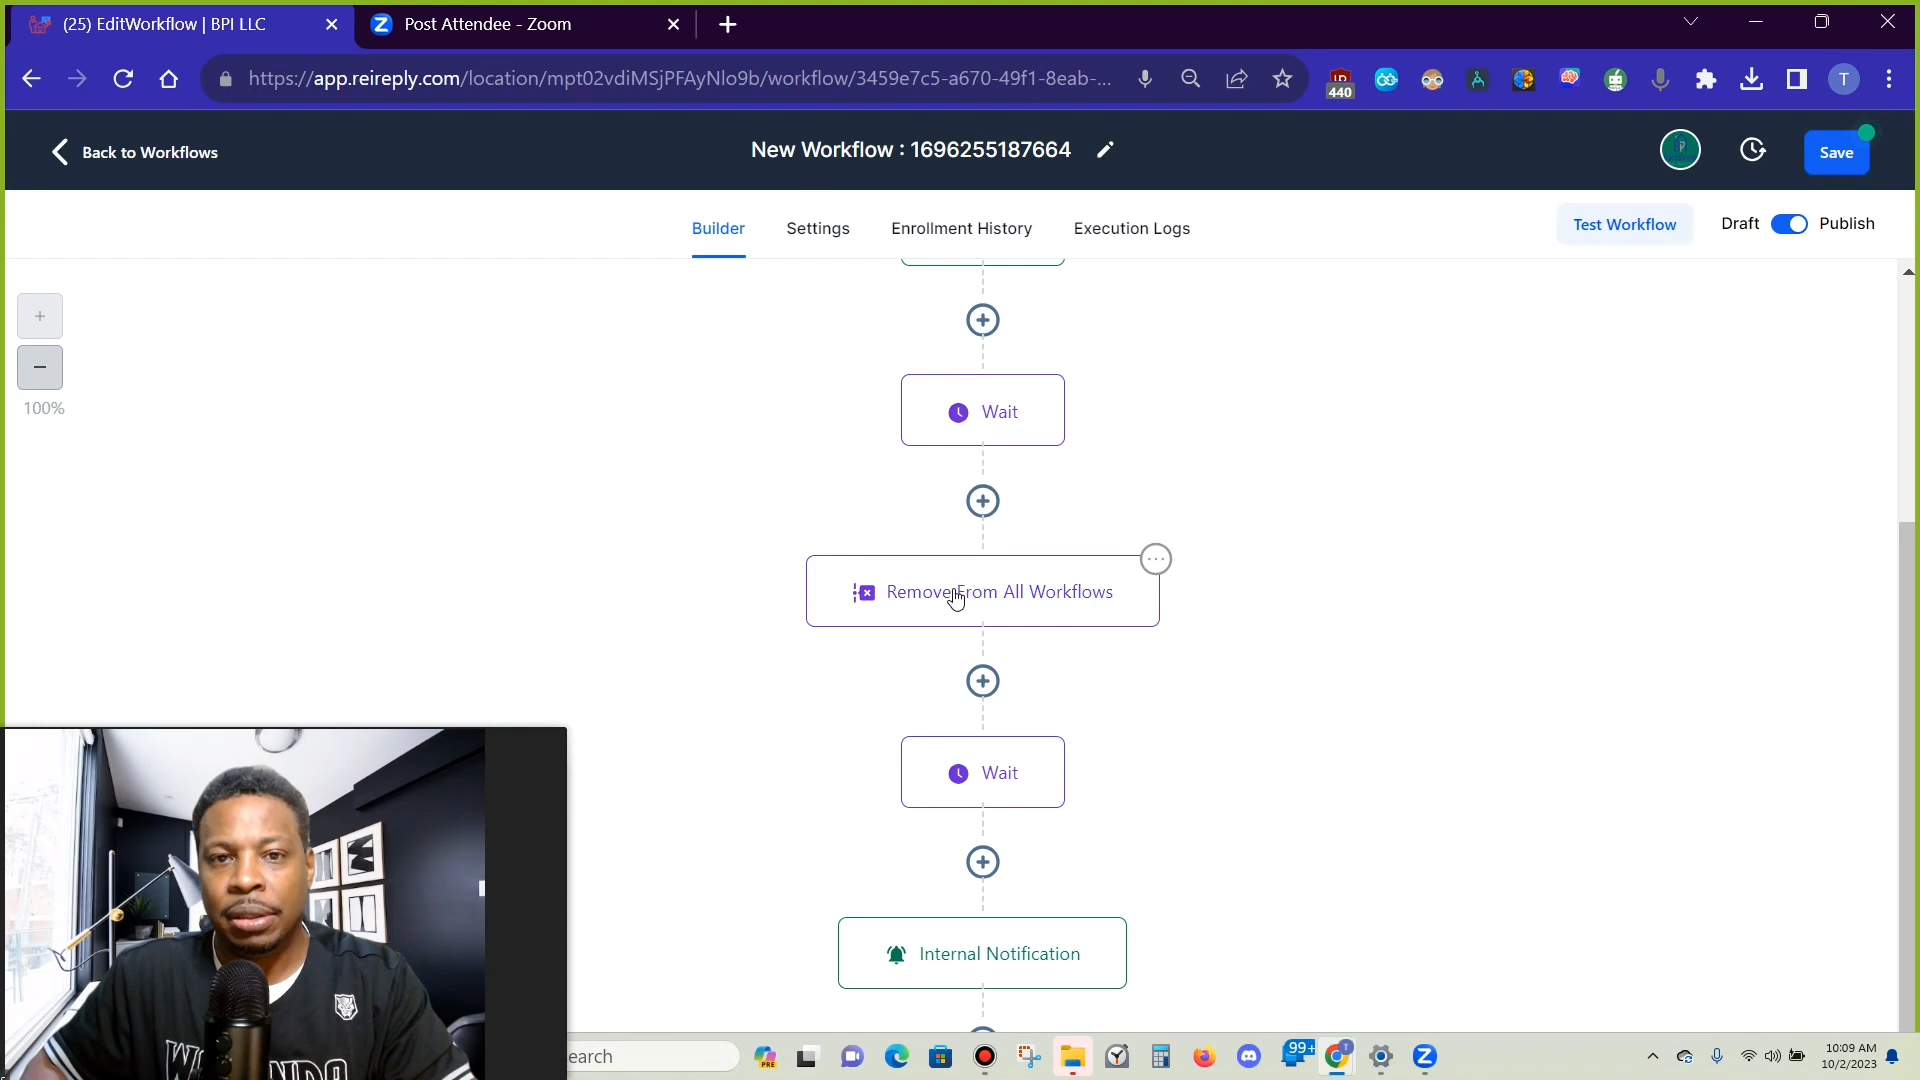 (25) EditWorkflow | BPI LLC
Post Attendee - Zoom
https://app.reireply.com/location/mpt02vdiMSjPFAyNlo9b/workflow/3459e7c5-a670-49f1-8eab-...
440
T
Back to Workflows
New Workflow : 1696255187664
Save
Builder
Settings
Enrollment History
Execution Logs
Test Workflow
Draft
Publish
100%
Wait
Remove From All Workflows
Wait
Internal Notification
earch
PRE
99+
T
10:09 AM
10/2/2023